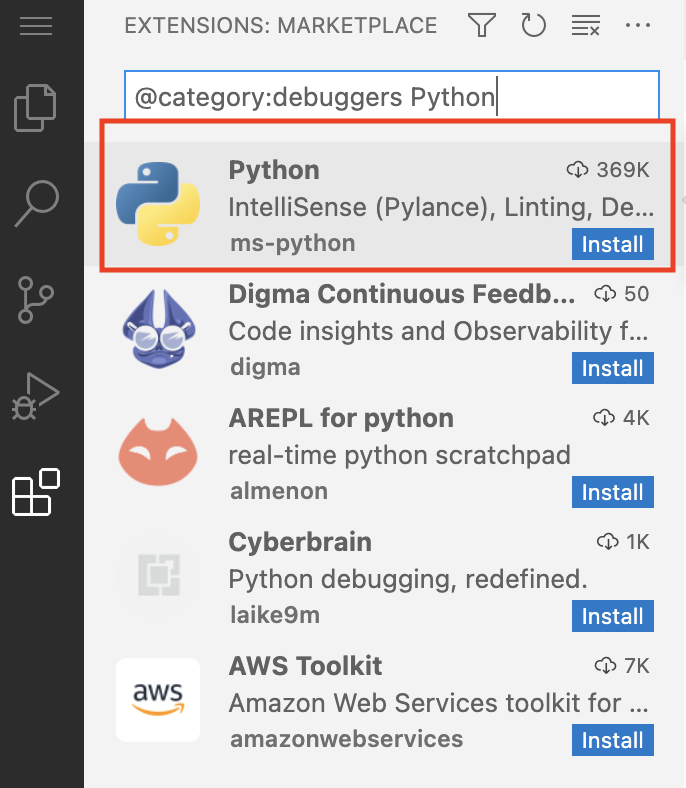 EXTENSIONS: MARKETPLACE
@category:debuggers Python
Python 369K
IntelliSense (Pylance), Linting, De...
ms-python Install
Digma Continuous Feedb... 50
Code insights and Observability f...
digma Install
AREPL for python 4K
real-time python scratchpad
almenon Install
Cyberbrain 1K
Python debugging, redefined.
laike9m Install
aws
AWS Toolkit 7K
Amazon Web Services toolkit for ...
amazonwebservices Install